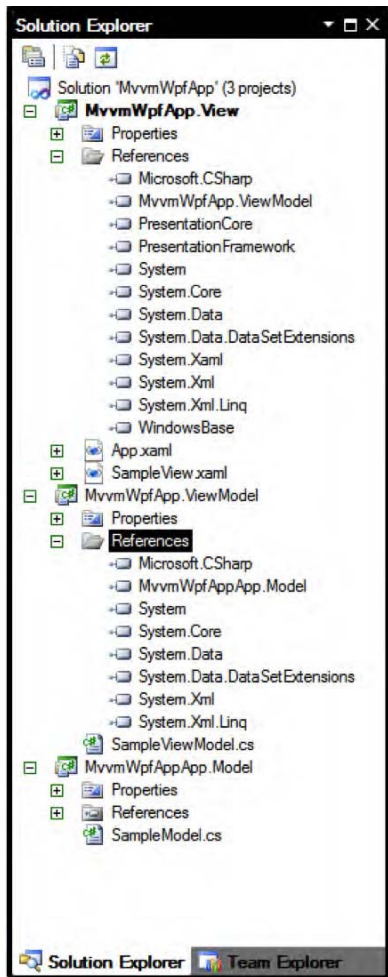 Solution Explorer
Solution 'MvvmWpfApp' (3 projects)
MvvmWpfApp.View
Properties
References
Microsoft.CSharp
MvvmWpfApp.ViewModel
PresentationCore
PresentationFramework
System
System.Core
System.Data
System.Data.DataSetExtensions
System.Xaml
System.Xml
System.Xml.Linq
WindowsBase
App.xaml
SampleView.xaml
MvvmWpfApp.ViewModel
Properties
References
Microsoft.CSharp
MvvmWpfAppApp.Model
System
System.Core
System.Data
System.Data.DataSetExtensions
System.Xml
System.Xml.Linq
SampleViewModel.cs
MvvmWpfAppApp.Model
Properties
References
SampleModel.cs
Solution Explorer Team Explorer